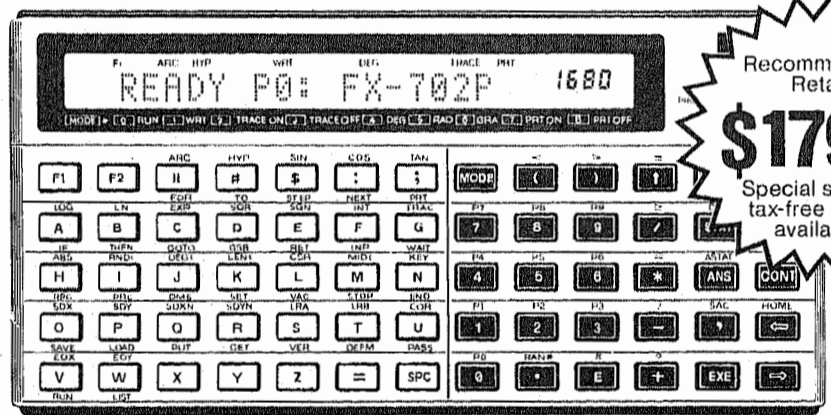 F1 ARC HYP WRT DEG TRACE PRT
READY P0: FX-702P 1680
MODE 0 RUN 1 WRT 2 TRACE ON 3 TRACE OFF 4 DEG 5 RAD 6 GRA 7 PRT ON 8 PRT OFF
$179
Special
tax-free
ARC HYP SIN COS TAN
F1 F2 # $ : ; MODE ( ) ↑
FOR TO STEP NEXT PRT
LOG LN EXP SQR SGN INT FRAC P7 P8 P9
A B C D E F G 7 8 9 /
IF THEN GOTO GSB RET INP WAIT
ABS RND( DEG( LEN( CSR MID( KEY P4 P5 P6 ASTAT
H I J K L M N 4 5 6 * ANS CONT
RPC PRC DMS SET VAC STOP END
SDX SDY SDXN SDYN LRA LRB COR P1 P2 P3 SAC HOME
O P Q R S T U 1 2 3 − ' ⇐
SAVE LOAD PUT GET VER DEFM PASS
EOX EOY P0 RAN#
V W X Y Z = SPC 0 • E + EXE ⇒
RUN LIST